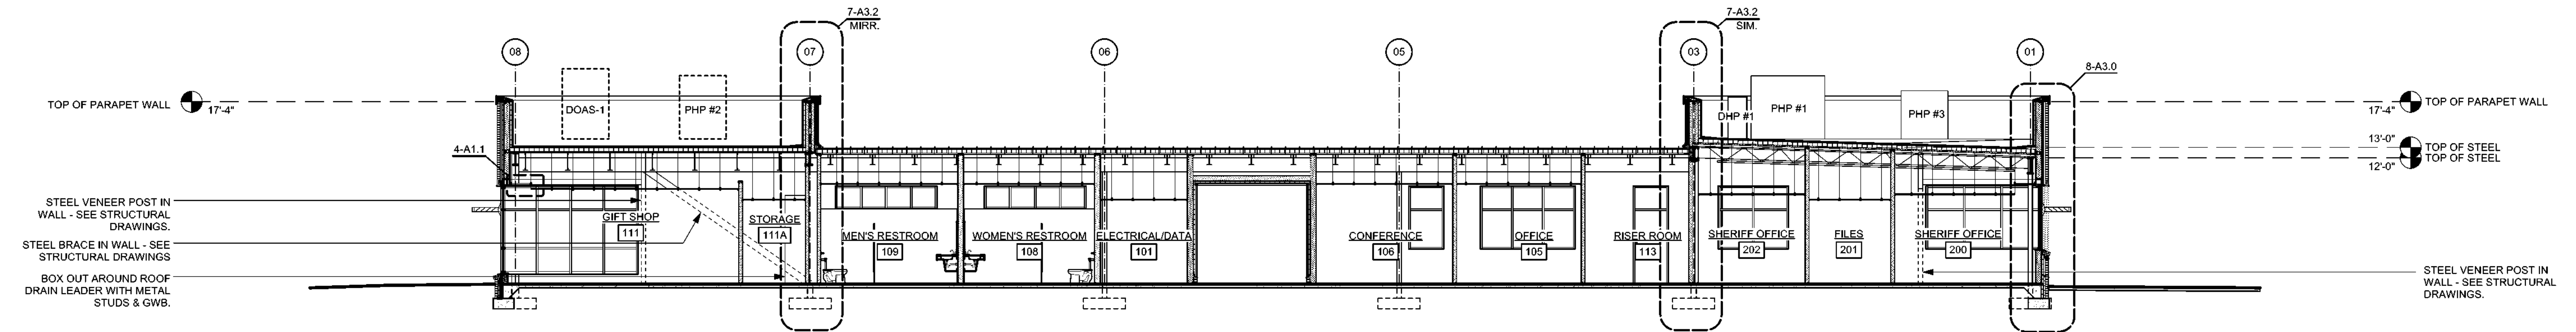 7-A3.2
MIRR.
7-A3.2
SIM.
08
07
06
05
03
01
8-A3.0
TOP OF PARAPET WALL
17'-4"
DOAS-1
PHP #2
DHP #1
PHP #1
PHP #3
17'-4"
TOP OF PARAPET WALL
4-A1.1
13'-0"
TOP OF STEEL
TOP OF STEEL
12'-0"
STEEL VENEER POST IN
WALL - SEE STRUCTURAL
DRAWINGS.
STEEL BRACE IN WALL - SEE
STRUCTURAL DRAWINGS
BOX OUT AROUND ROOF
DRAIN LEADER WITH METAL
STUDS & GWB.
GIFT SHOP
111
STORAGE
111A
MEN'S RESTROOM
109
WOMEN'S RESTROOM
108
ELECTRICAL/DATA
101
CONFERENCE
106
OFFICE
105
RISER ROOM
113
SHERIFF OFFICE
202
FILES
201
SHERIFF OFFICE
200
STEEL VENEER POST IN
WALL - SEE STRUCTURAL
DRAWINGS.